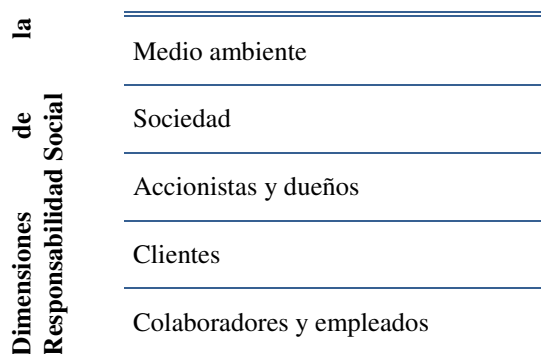 Dimensiones de la
Responsabilidad Social
Medio ambiente
Sociedad
Accionistas y dueños
Clientes
Colaboradores y empleados